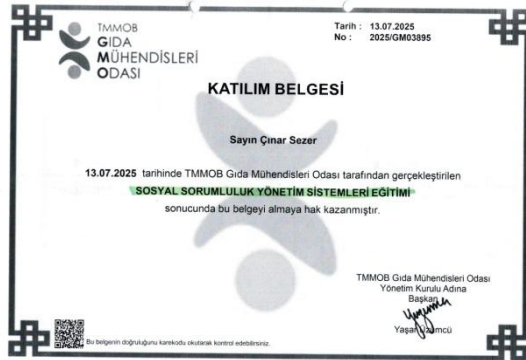 TMMOB
GIDA
MÜHENDİSLERİ
ODASI
Tarih : 13.07.2025
No : 2025/GM03895
KATILIM BELGESİ
Sayın Çınar Sezer
13.07.2025 tarihinde TMMOB Gıda Mühendisleri Odası tarafından gerçekleştirilen
SOSYAL SORUMLULUK YÖNETİM SİSTEMLERİ EĞİTİMİ
sonucunda bu belgeyi almaya hak kazanmıştır.
TMMOB Gıda Mühendisleri Odası
Yönetim Kurulu Adına
Başkan
Yaşar Üzümcü
Bu belgenin doğruluğunu karekodu okutarak kontrol edebilirsiniz.